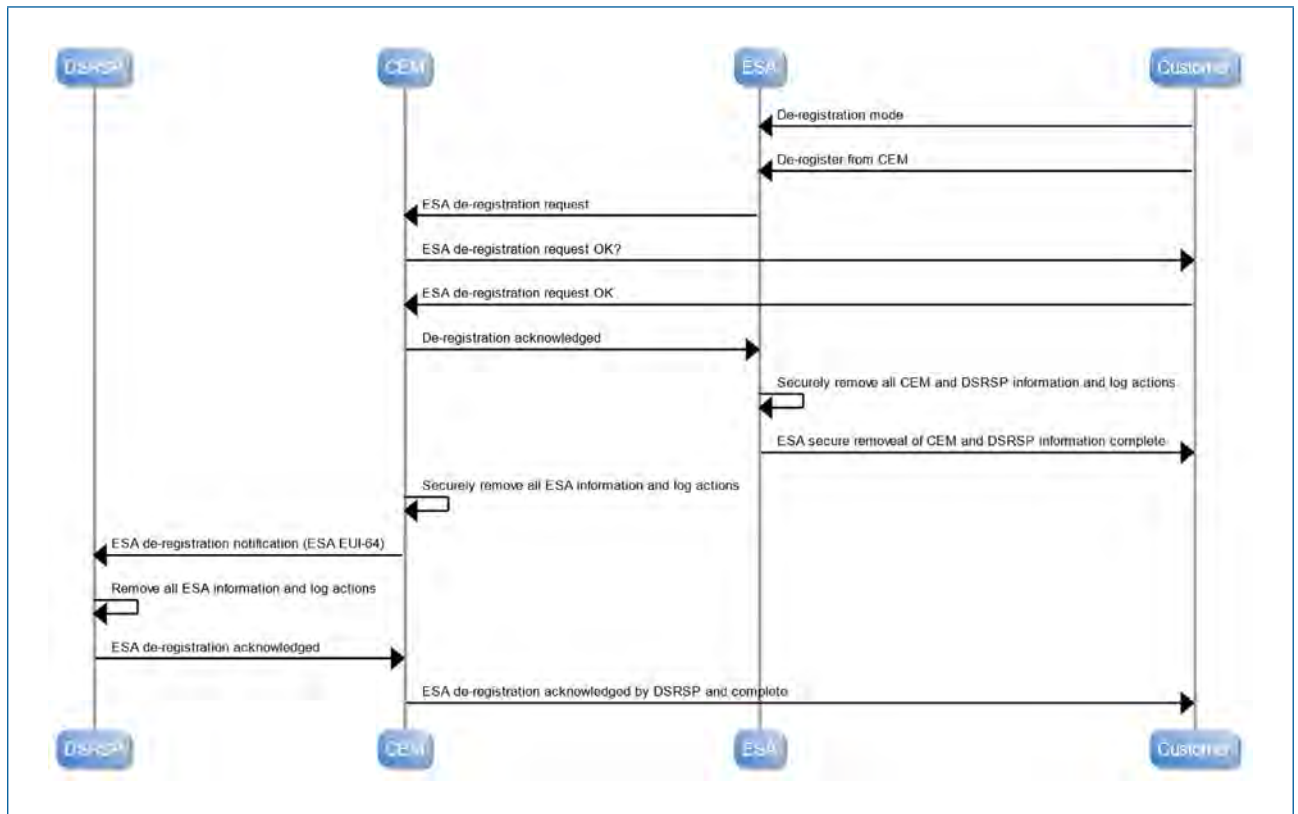 DSRSP CEM ESA Customer
De-registration mode
De-register from CEM
ESA de-registration request
ESA de-registration request OK?
ESA de-registration request OK
De-registration acknowledged
Securely remove all CEM and DSRSP information and log actions
ESA secure removeal of CEM and DSRSP information complete
Securely remove all ESA information and log actions
ESA de-registration notification (ESA EUI-64)
Remove all ESA information and log actions
ESA de-registration acknowledged
ESA de-registration acknowledged by DSRSP and complete
DSRSP CEM ESA Customer